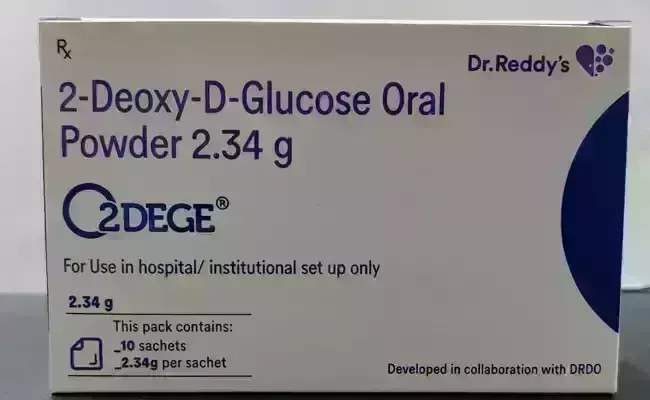 Rx
Dr.Reddy's
2-Deoxy-D-Glucose Oral
Powder 2.34 g
2DEGE®
For Use in hospital/ institutional set up only
2.34 g
This pack contains:
_10 sachets
_2.34g per sachet
Developed in collaboration with DRDO